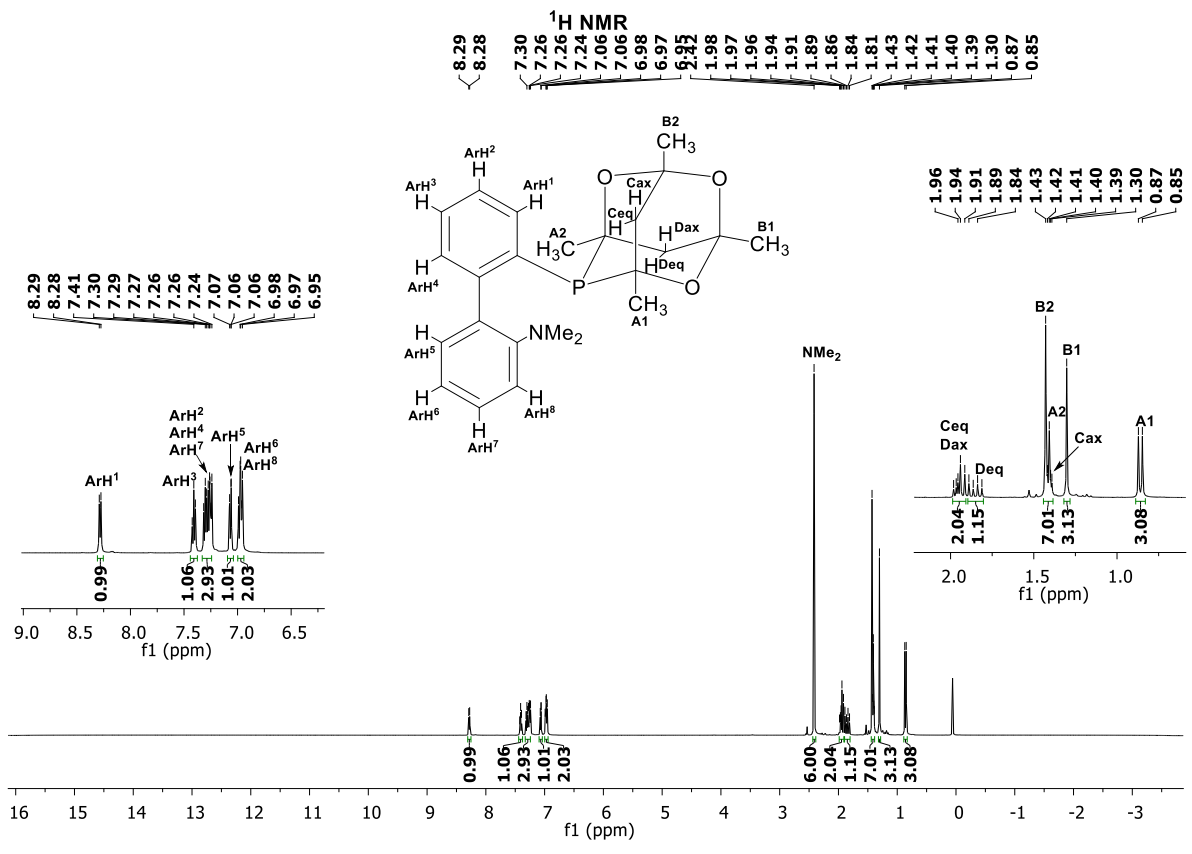 ¹H NMR
8.29
8.28
7.30
7.26
7.26
7.24
7.06
7.06
6.98
6.97
6.95
2.42
1.98
1.97
1.96
1.94
1.91
1.89
1.86
1.84
1.81
1.43
1.42
1.41
1.40
1.39
1.30
0.87
0.85
B2
CH₃
ArH²
H
ArH³
H
ArH¹
H
O
Cax
H
O
Ceq
H
H
Dax
B1
CH₃
A2
H₃C
H
Deq
H
ArH⁴
P
O
CH₃
A1
H
ArH⁵
NMe₂
H
ArH⁶
H
ArH⁸
H
ArH⁷
8.29
8.28
7.41
7.30
7.29
7.27
7.26
7.26
7.24
7.07
7.06
7.06
6.98
6.97
6.95
ArH²
ArH⁴
ArH⁷
ArH⁵
ArH⁶
ArH⁸
ArH¹
ArH³
0.99
1.06
2.93
1.01
2.03
9.0 8.5 8.0 7.5 7.0 6.5
f1 (ppm)
1.96
1.94
1.91
1.89
1.84
1.43
1.42
1.41
1.40
1.39
1.30
0.87
0.85
B2
B1
A2
A1
Ceq
Dax
Cax
Deq
2.04
1.15
7.01
3.13
3.08
2.0 1.5 1.0
f1 (ppm)
NMe₂
0.99
1.06
2.93
1.01
2.03
6.00
2.04
1.15
7.01
3.13
3.08
16 15 14 13 12 11 10 9 8 7 6 5 4 3 2 1 0 -1 -2 -3
f1 (ppm)